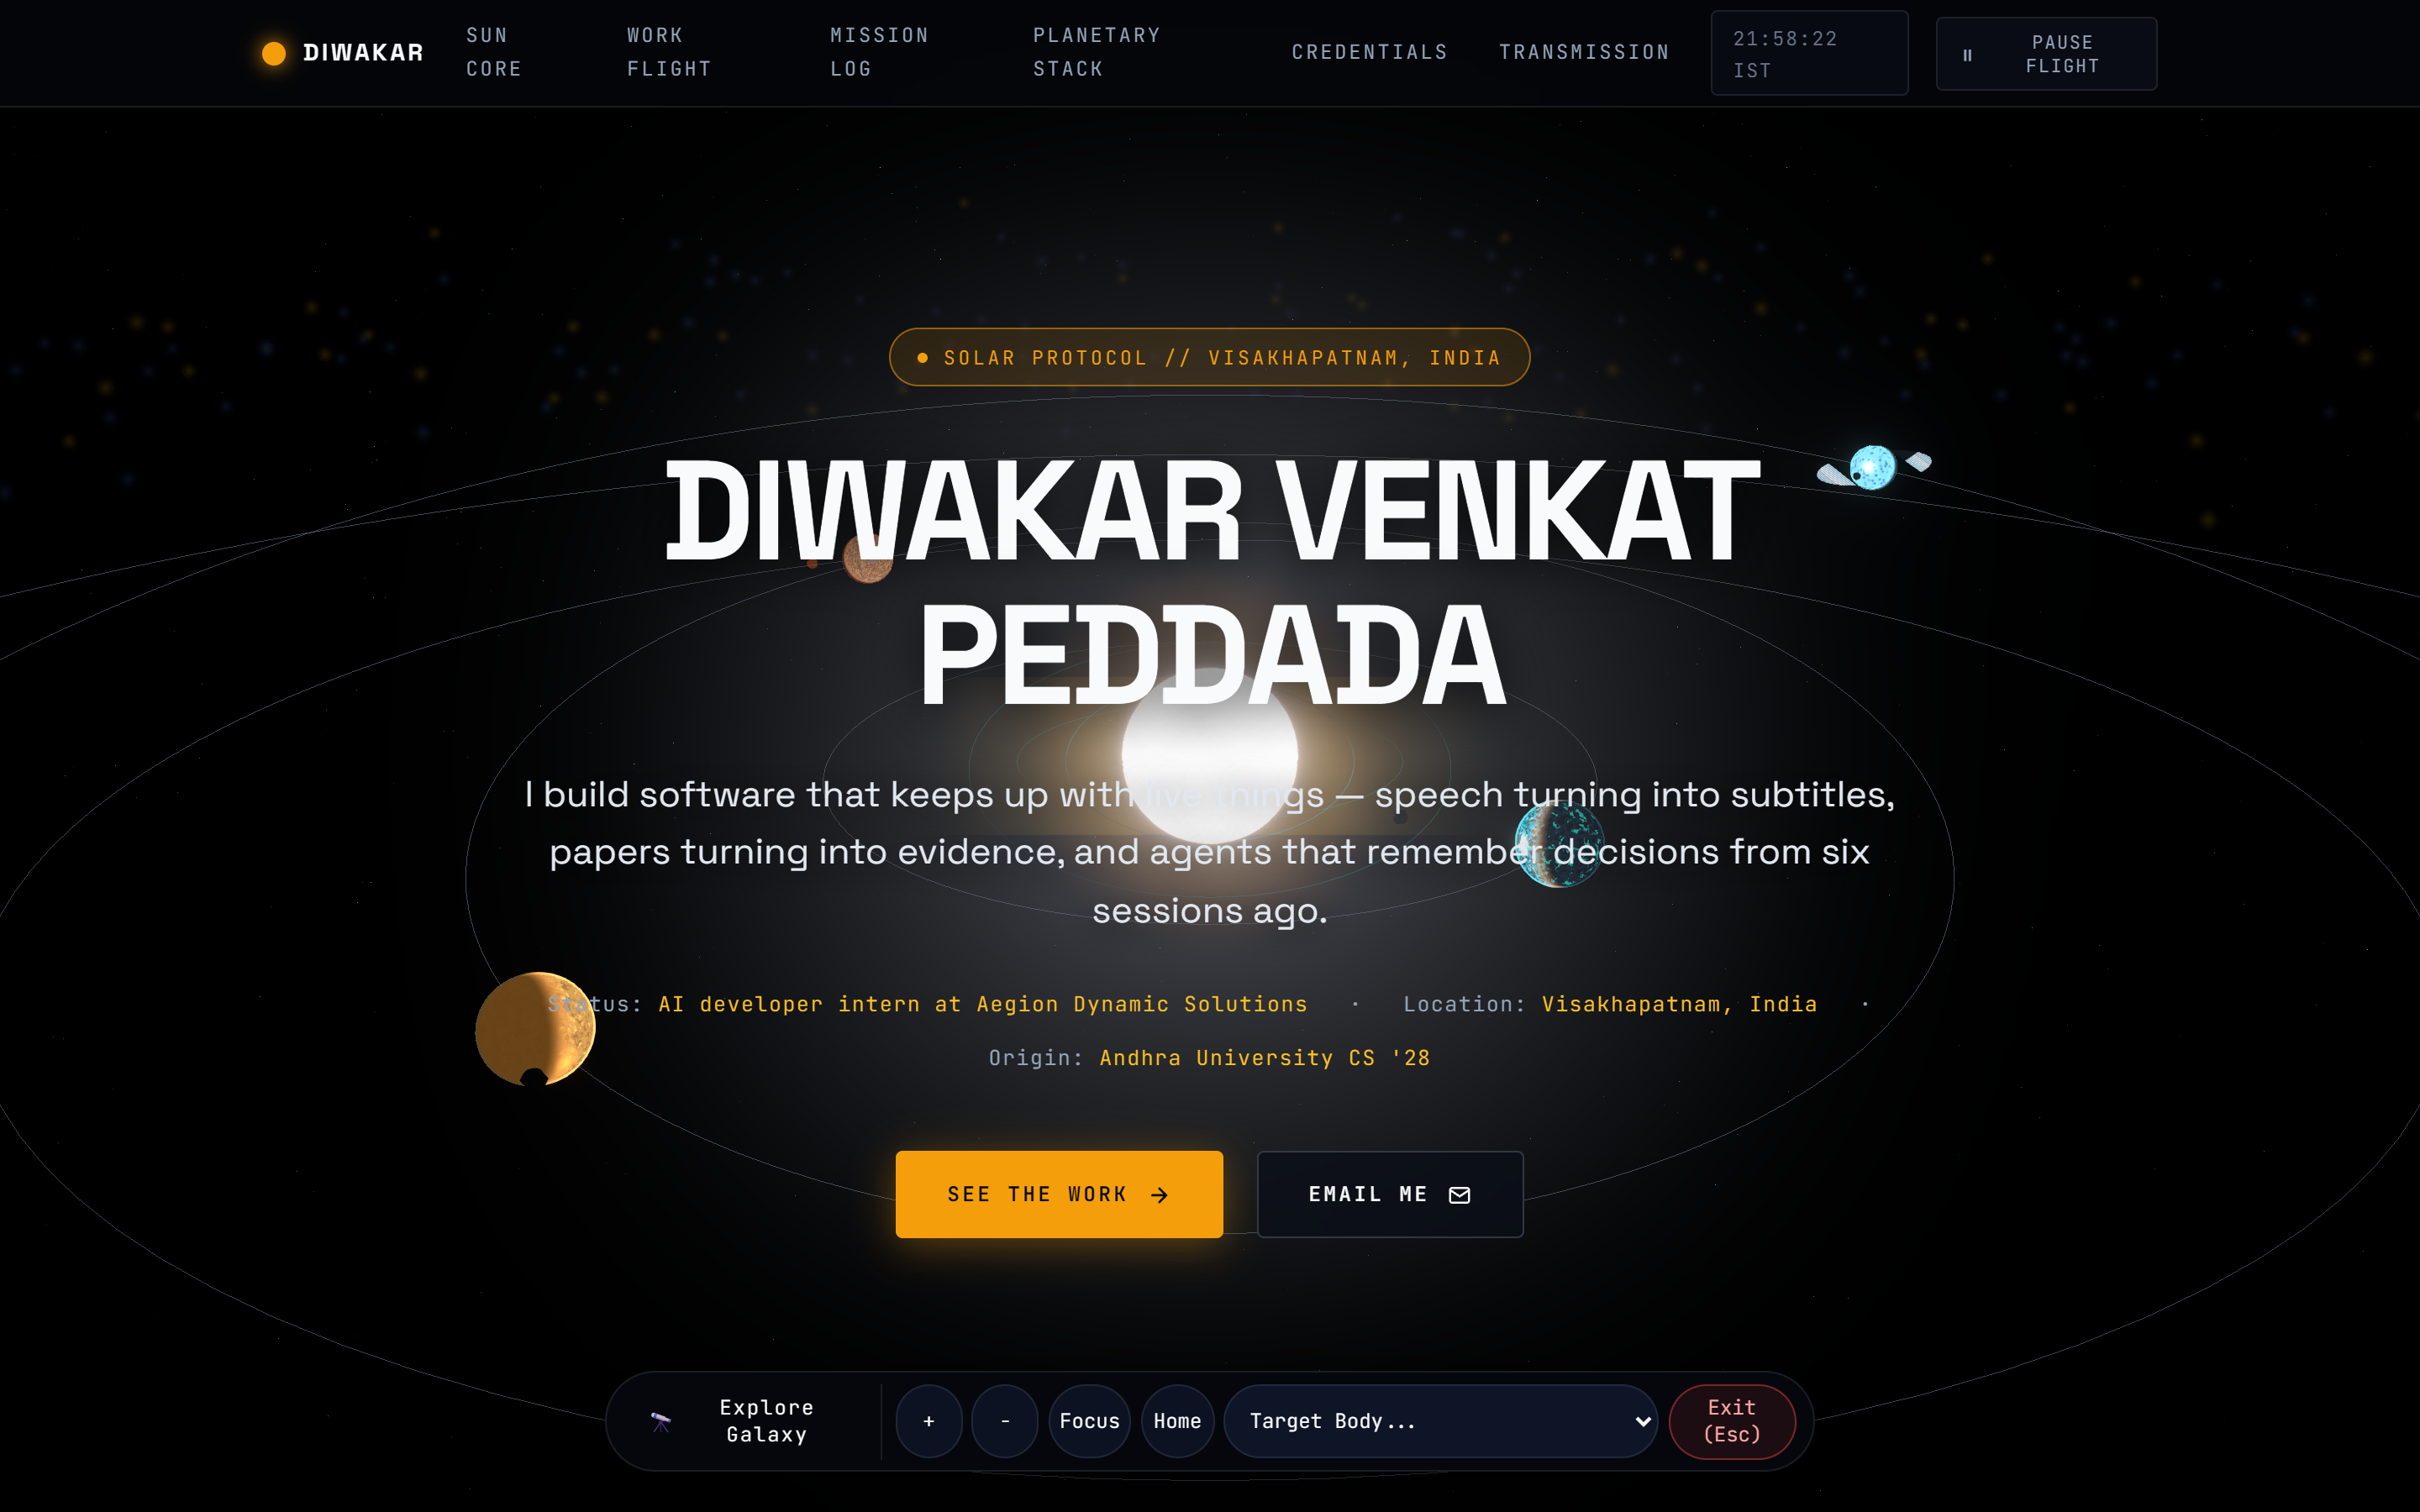 DIWAKAR
SUN CORE
WORK FLIGHT
MISSION LOG
PLANETARY STACK
CREDENTIALS
TRANSMISSION
21:58:22 IST
PAUSE FLIGHT
SOLAR PROTOCOL // VISAKHAPATNAM, INDIA
DIWAKAR VENKAT
PEDDADA
I build software that keeps up with live things — speech turning into subtitles,
papers turning into evidence, and agents that remember decisions from six
sessions ago.
Status: AI developer intern at Aegion Dynamic Solutions · Location: Visakhapatnam, India ·
Origin: Andhra University CS '28
SEE THE WORK →
EMAIL ME
Explore Galaxy
+ - Focus Home Target Body... Exit (Esc)